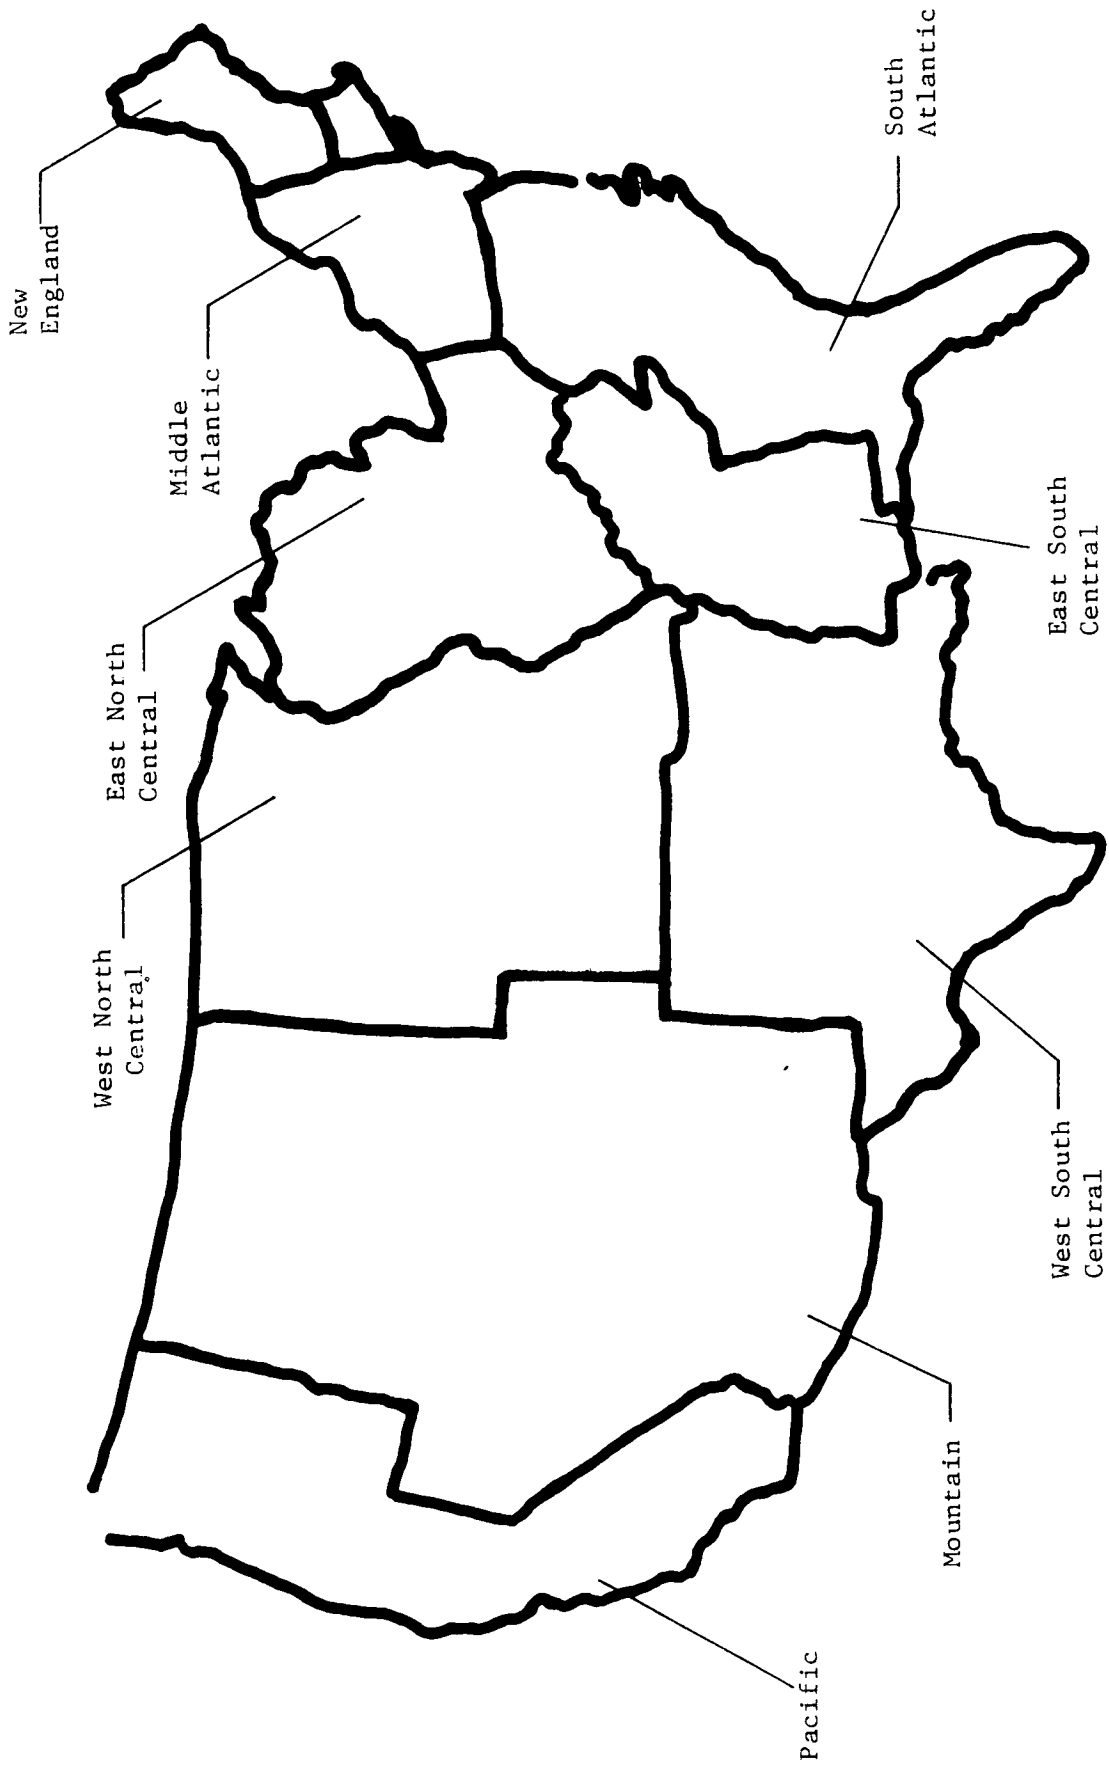 New
England
Middle
Atlantic
East North
Central
West North
Central
South
Atlantic
East South
Central
West South
Central
Mountain
Pacific